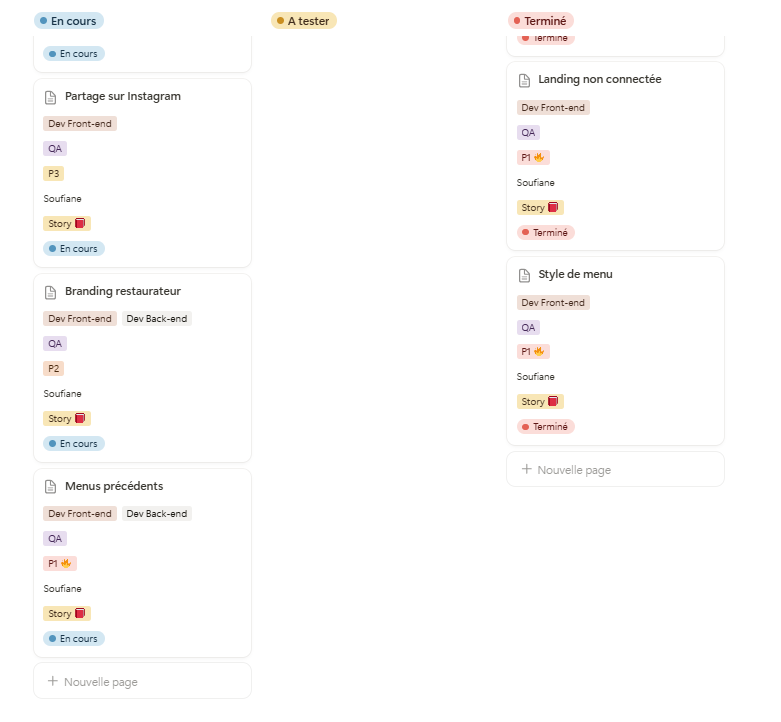 En cours
A tester
Terminé
En cours
Partage sur Instagram
Dev Front-end
QA
P3
Soufiane
Story
En cours
Branding restaurateur
Dev Front-end Dev Back-end
QA
P2
Soufiane
Story
En cours
Menus précédents
Dev Front-end Dev Back-end
QA
P1
Soufiane
Story
En cours
+ Nouvelle page
Terminé
Landing non connectée
Dev Front-end
QA
P1
Soufiane
Story
Terminé
Style de menu
Dev Front-end
QA
P1
Soufiane
Story
Terminé
+ Nouvelle page